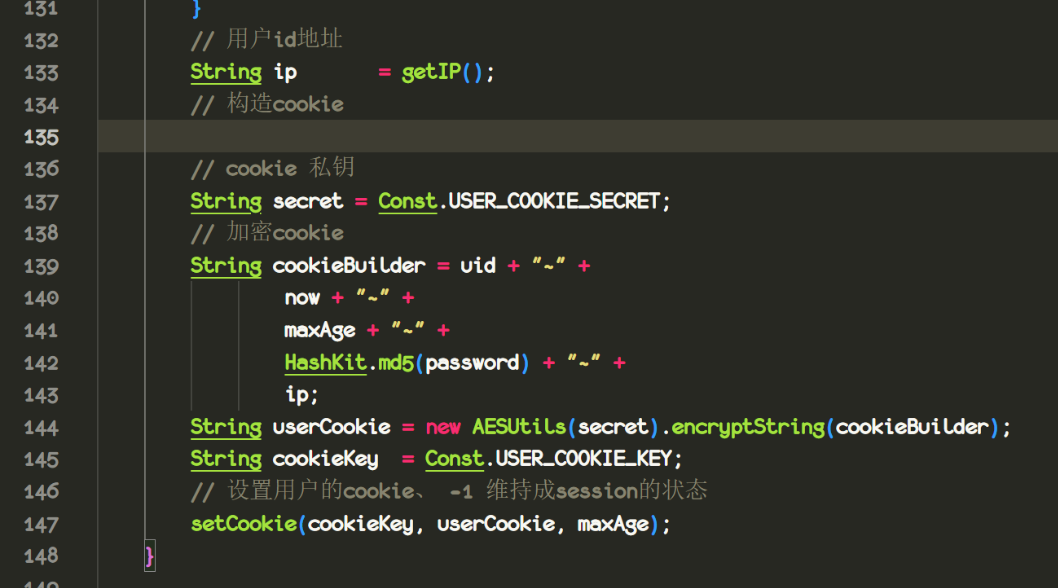 131 }
132 // 用户id地址
133 String ip = getIP();
134 // 构造cookie
135
136 // cookie 私钥
137 String secret = Const.USER_COOKIE_SECRET;
138 // 加密cookie
139 String cookieBuilder = uid + "~" +
140 now + "~" +
141 maxAge + "~" +
142 HashKit.md5(password) + "~" +
143 ip;
144 String userCookie = new AESUtils(secret).encryptString(cookieBuilder);
145 String cookieKey = Const.USER_COOKIE_KEY;
146 // 设置用户的cookie、 -1 维持成session的状态
147 setCookie(cookieKey, userCookie, maxAge);
148 }
149